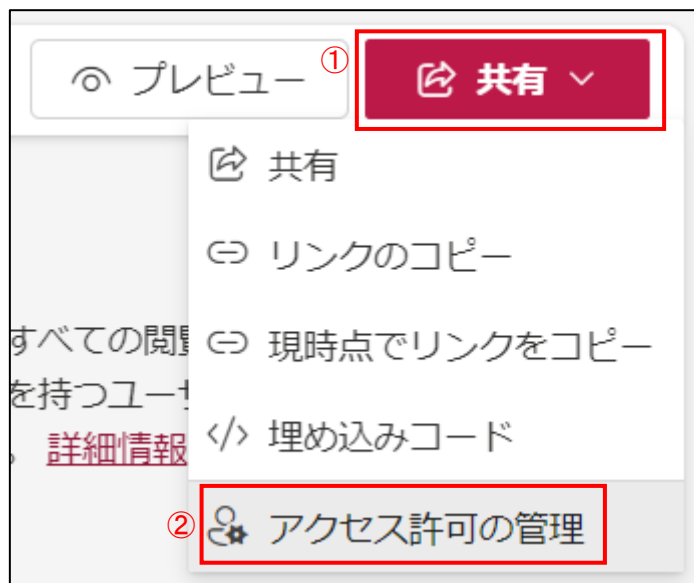 プレビュー
①
共有
共有
リンクのコピー
現時点でリンクをコピー
すべての閲
を持つユー
詳細情報
埋め込みコード
②
アクセス許可の管理